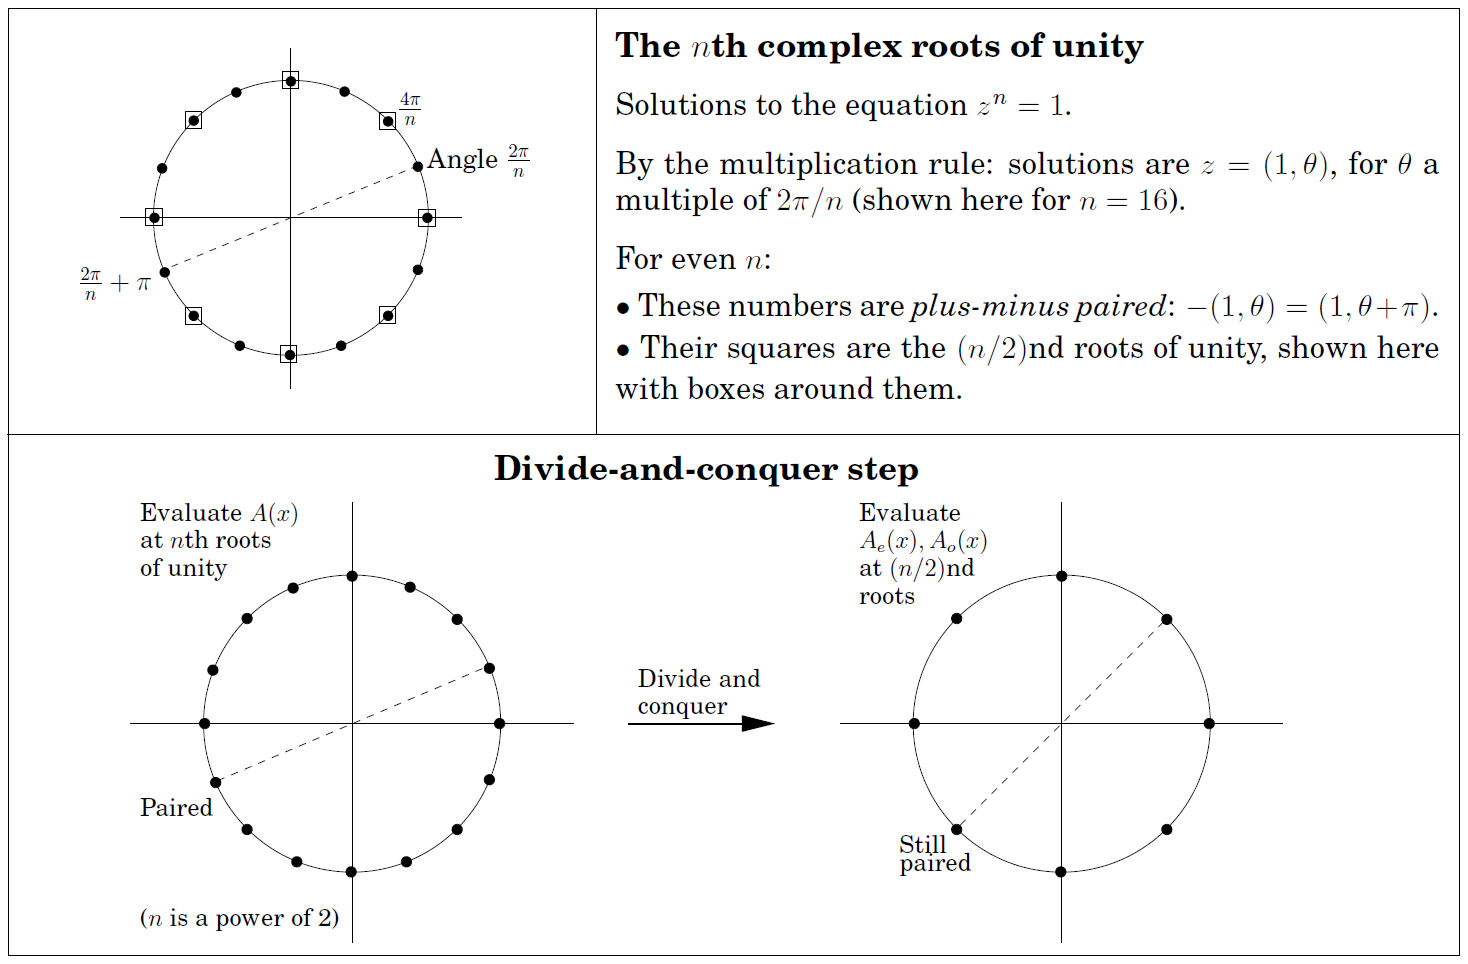 4π/n
Angle 2π/n
2π/n + π
The nth complex roots of unity
Solutions to the equation zⁿ = 1.
By the multiplication rule: solutions are z = (1, θ), for θ a
multiple of 2π/n (shown here for n = 16).
For even n:
• These numbers are plus-minus paired: −(1, θ) = (1, θ+π).
• Their squares are the (n/2)nd roots of unity, shown here
with boxes around them.
Divide-and-conquer step
Evaluate A(x)
at nth roots
of unity
Paired
(n is a power of 2)
Divide and
conquer
Evaluate
Aₑ(x), Aₒ(x)
at (n/2)nd
roots
Still
paired